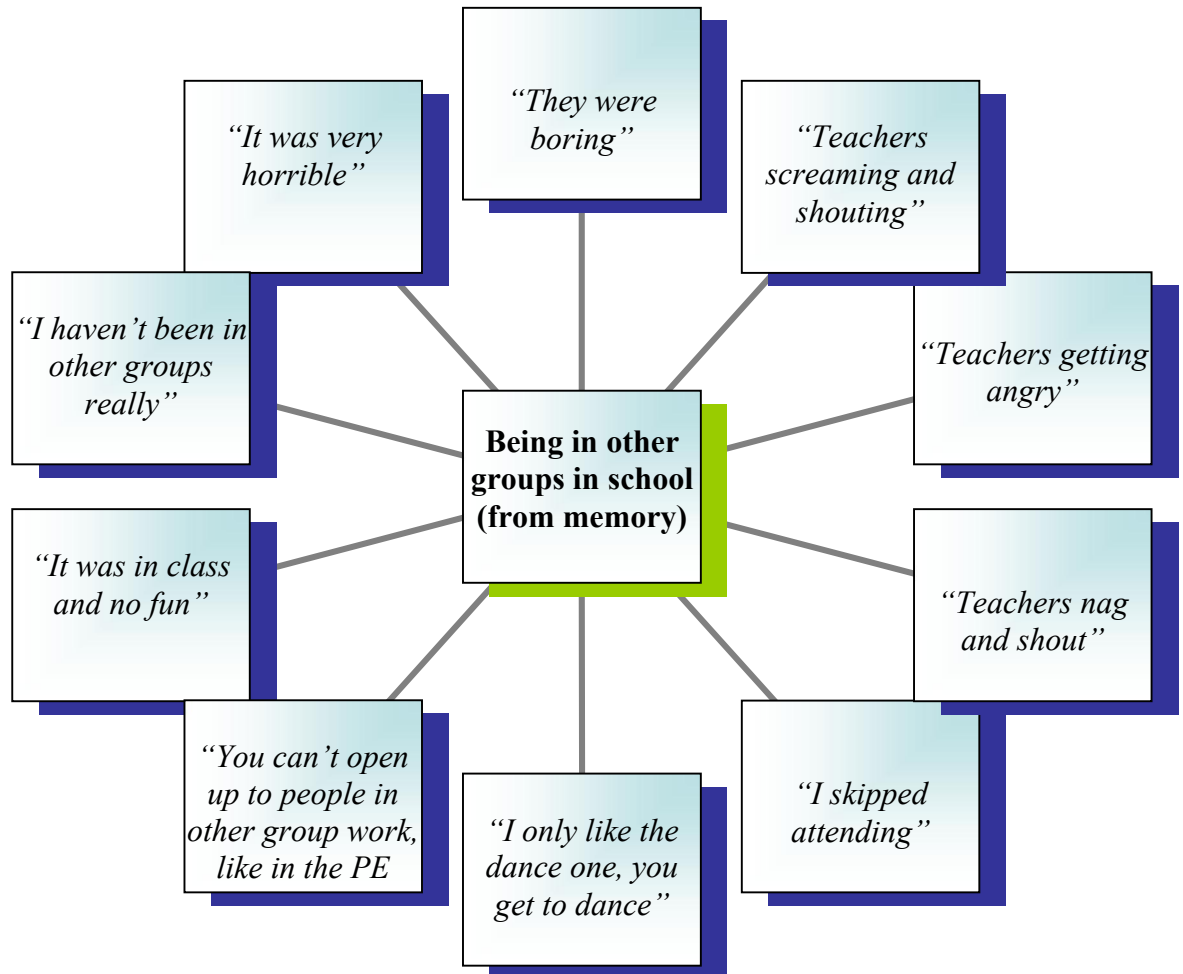 “They were
boring”
“Teachers
screaming and
shouting”
“Teachers getting
angry”
“Teachers nag
and shout”
“I skipped
attending”
“I only like the
dance one, you
get to dance”
“You can’t open
up to people in
other group work,
like in the PE
“It was in class
and no fun”
“I haven’t been in
other groups
really”
“It was very
horrible”
Being in other
groups in school
(from memory)